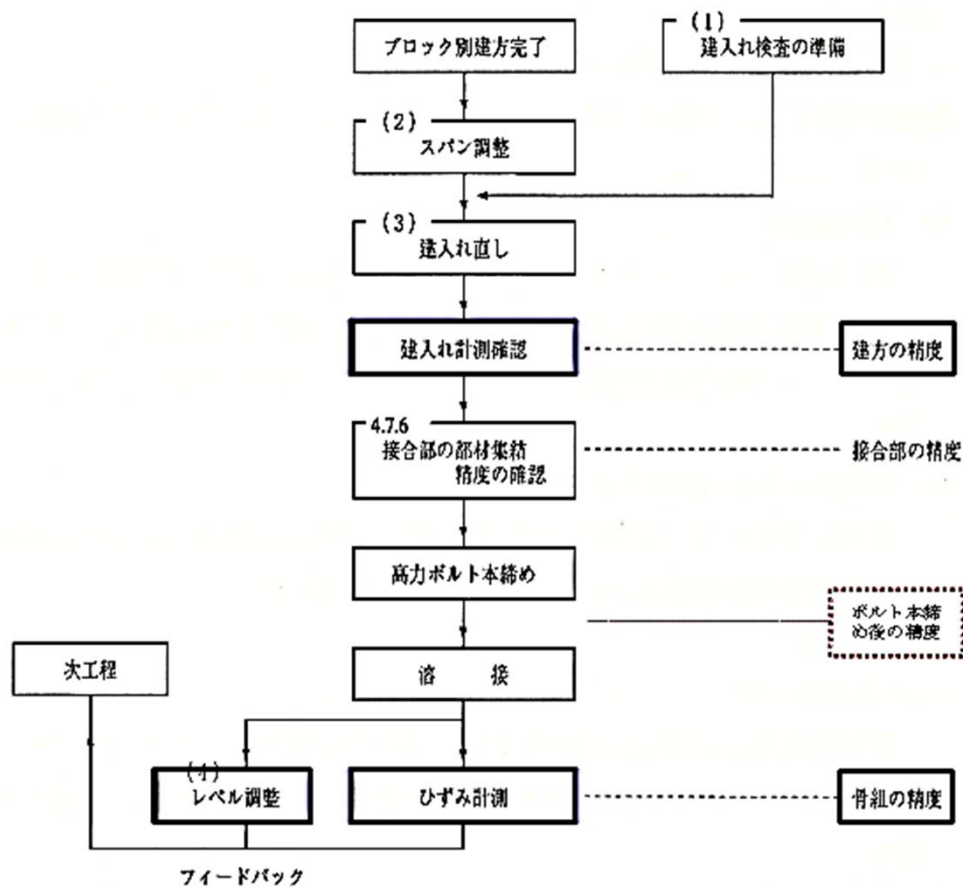 (1)
ブロック別建方完了
建入れ検査の準備
(2)
スパン調整
(3)
建入れ直し
建入れ計測確認
建方の精度
4.7.6
接合部の部材集結
精度の確認
接合部の精度
高力ボルト本締め
ボルト本締
め後の精度
次工程
溶 接
(4)
レベル調整
ひずみ計測
骨組の精度
フィードバック